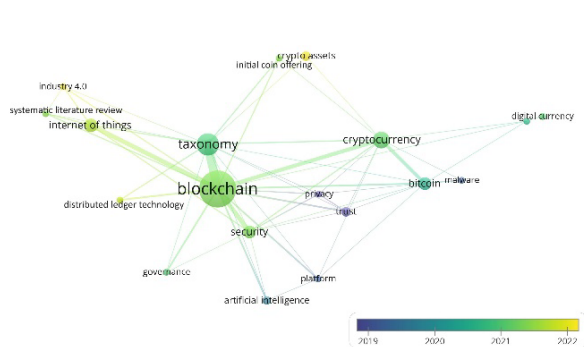 crypto assets
initial coin offering
industry 4.0
systematic literature review
internet of things
digital currency
taxonomy
cryptocurrency
blockchain
bitcoin
malware
privacy
distributed ledger technology
trust
security
governance
platform
artificial intelligence
2019 2020 2021 2022